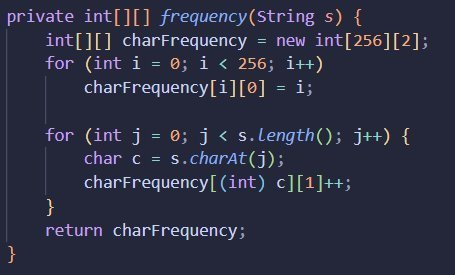 private int[][] frequency(String s) {
    int[][] charFrequency = new int[256][2];
    for (int i = 0; i < 256; i++)
        charFrequency[i][0] = i;

    for (int j = 0; j < s.length(); j++) {
        char c = s.charAt(j);
        charFrequency[(int) c][1]++;
    }
    return charFrequency;
}